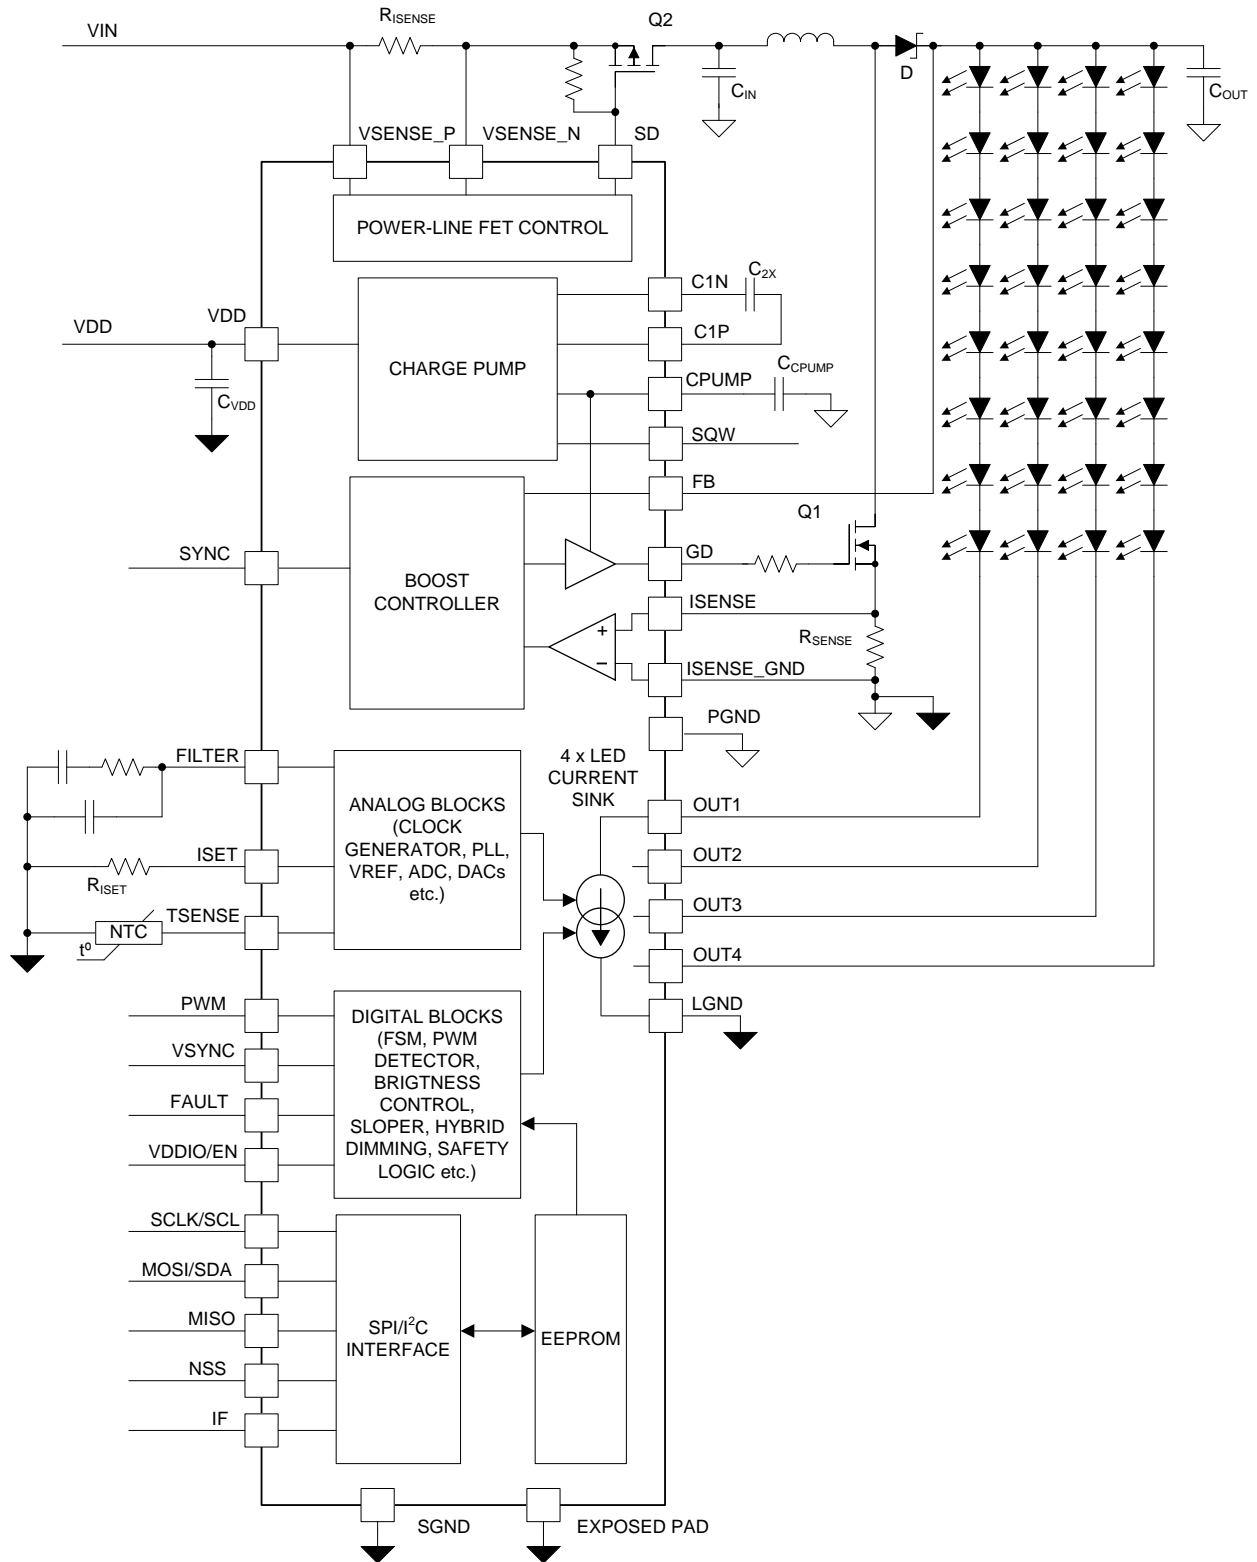 VIN
RISENSE
Q2
CIN
D
COUT
VSENSE_P
VSENSE_N
SD
POWER-LINE FET CONTROL
VDD
VDD
CVDD
CHARGE PUMP
C1N
C2X
C1P
CPUMP
CCPUMP
SQW
FB
Q1
SYNC
BOOST
CONTROLLER
GD
ISENSE
+
−
RSENSE
ISENSE_GND
PGND
FILTER
4 x LED
CURRENT
SINK
ANALOG BLOCKS
(CLOCK
GENERATOR, PLL,
VREF, ADC, DACs
etc.)
OUT1
ISET
RISET
OUT2
TSENSE
NTC
tº
OUT3
OUT4
PWM
LGND
VSYNC
FAULT
VDDIO/EN
DIGITAL BLOCKS
(FSM, PWM
DETECTOR,
BRIGTNESS
CONTROL,
SLOPER, HYBRID
DIMMING, SAFETY
LOGIC etc.)
SCLK/SCL
MOSI/SDA
MISO
NSS
IF
SPI/I²C
INTERFACE
EEPROM
SGND
EXPOSED PAD